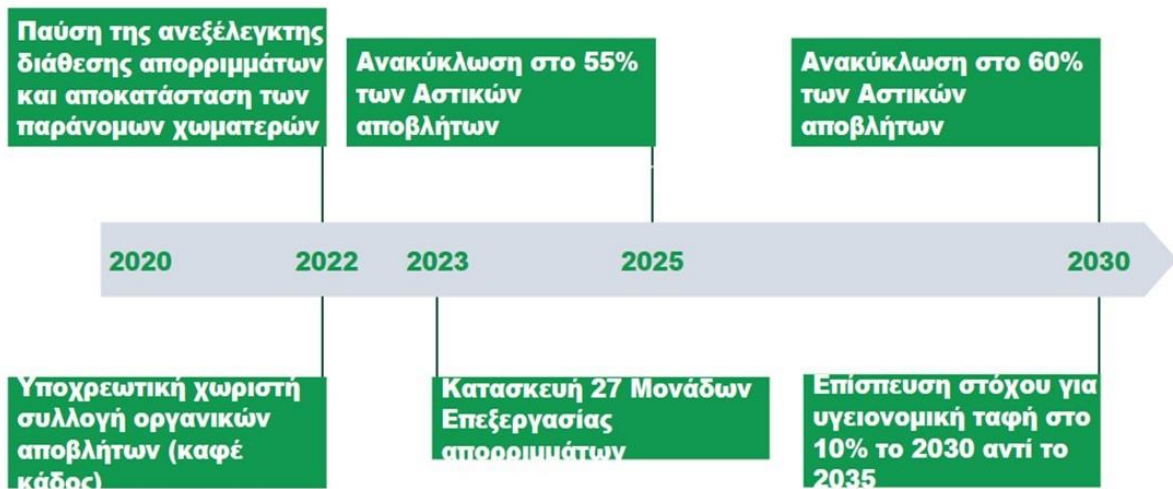 Παύση της ανεξέλεγκτης
διάθεσης απορριμμάτων
και αποκατάσταση των
παράνομων χωματερών
Ανακύκλωση στο 55%
των Αστικών
αποβλήτων
Ανακύκλωση στο 60%
των Αστικών
αποβλήτων
2020
2022
2023
2025
2030
Υποχρεωτική χωριστή
συλλογή οργανικών
αποβλήτων (καφέ
κάδος)
Κατασκευή 27 Μονάδων
Επεξεργασίας
απορριμμάτων
Επίσπευση στόχου για
υγειονομική ταφή στο
10% το 2030 αντί το
2035